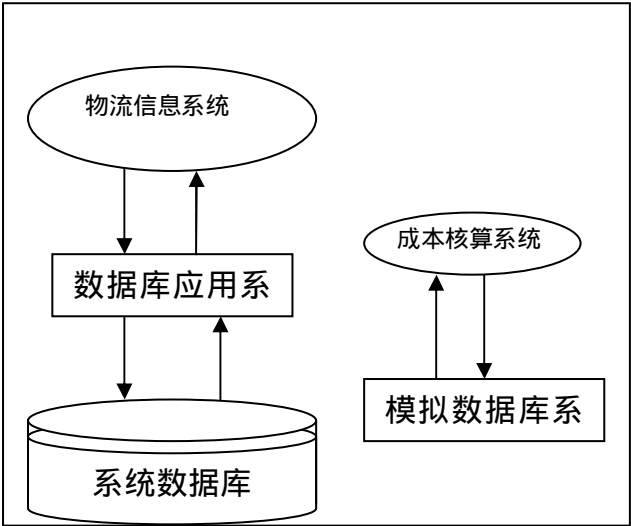 物流信息系统
成本核算系统
数据库应用系
模拟数据库系
系统数据库